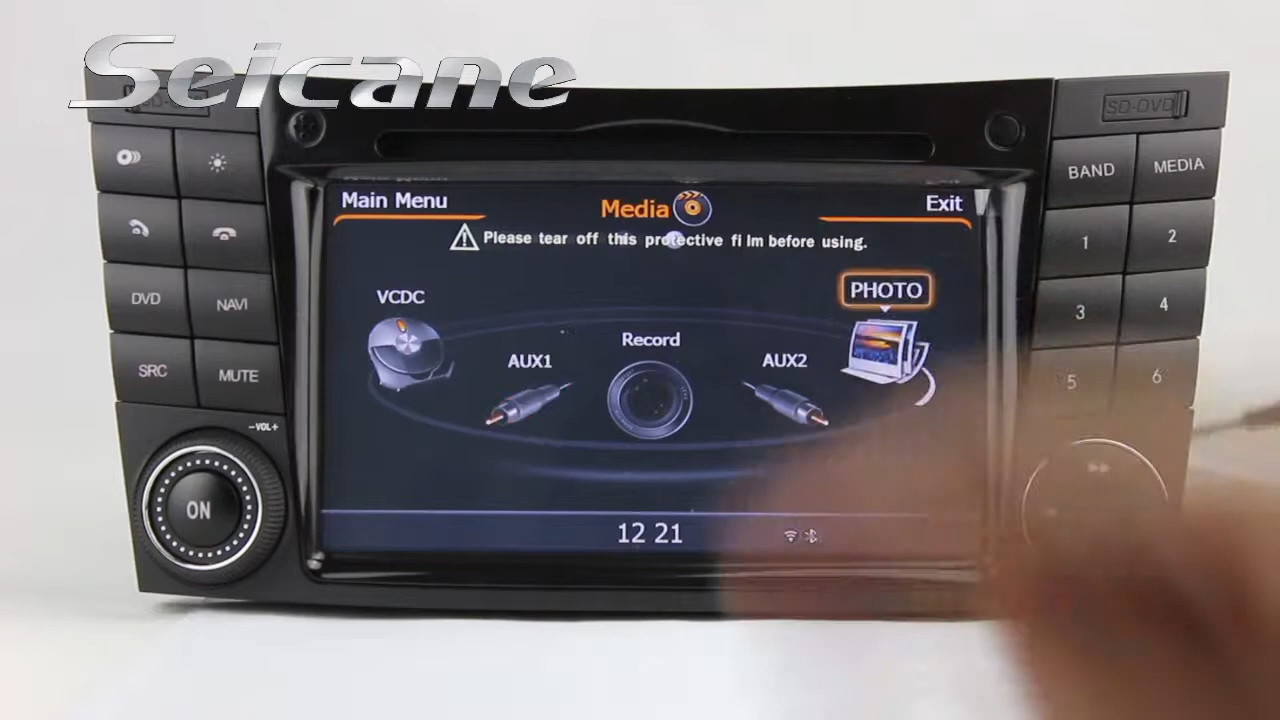 Seicane
SD-DVD
BAND
MEDIA
Main Menu
Media
Exit
Please tear off this protective film before using.
1
2
DVD
NAVI
VCDC
PHOTO
3
4
AUX1
Record
AUX2
SRC
MUTE
5
6
-VOL+
ON
12 21